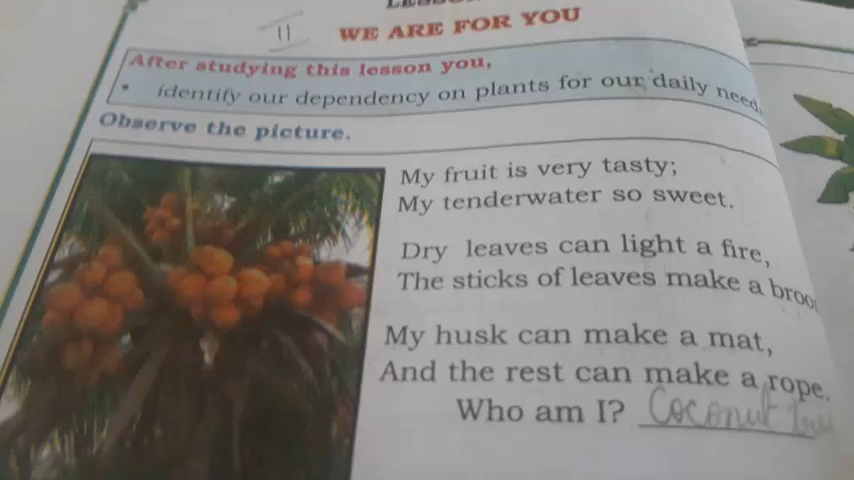 11
WE ARE FOR YOU
After studying this lesson you,
• identify our dependency on plants for our daily need
Observe the picture.
My fruit is very tasty;
My tenderwater so sweet.
Dry leaves can light a fire,
The sticks of leaves make a broo
My husk can make a mat,
And the rest can make a rope.
Who am I? Coconut tree